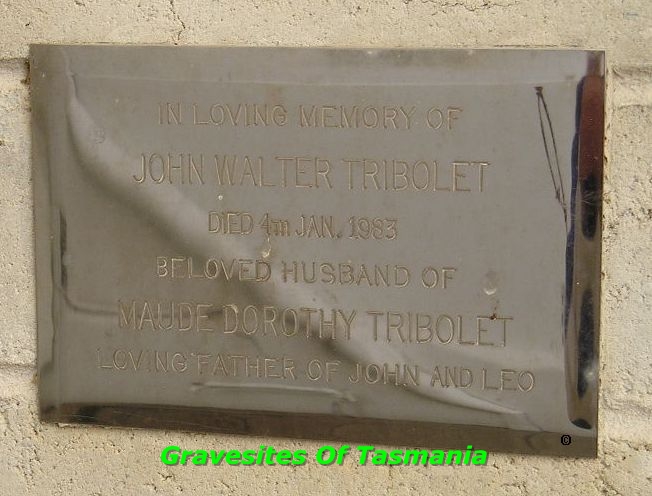 IN LOVING MEMORY OF
JOHN WALTER TRIBOLET
DIED 4TH JAN. 1983
BELOVED HUSBAND OF
MAUDE DOROTHY TRIBOLET
LOVING FATHER OF JOHN AND LEO
©
Gravesites Of Tasmania